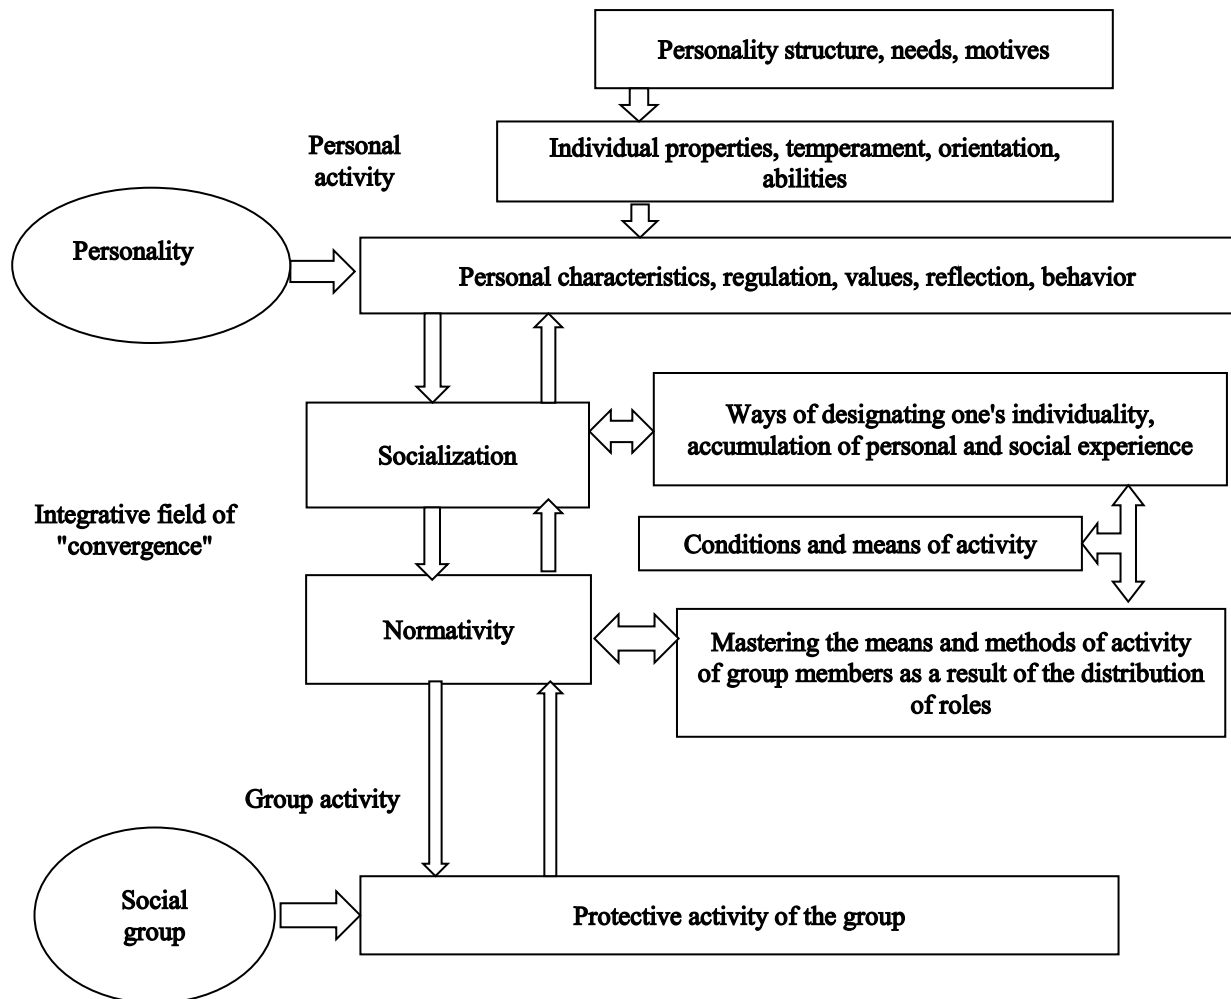 Personality structure, needs, motives
Personal
activity
Individual properties, temperament, orientation,
abilities
Personality
Personal characteristics, regulation, values, reflection, behavior
Ways of designating one's individuality,
accumulation of personal and social experience
Socialization
Integrative field of
"convergence"
Conditions and means of activity
Normativity
Mastering the means and methods of activity
of group members as a result of the distribution
of roles
Group activity
Social
group
Protective activity of the group